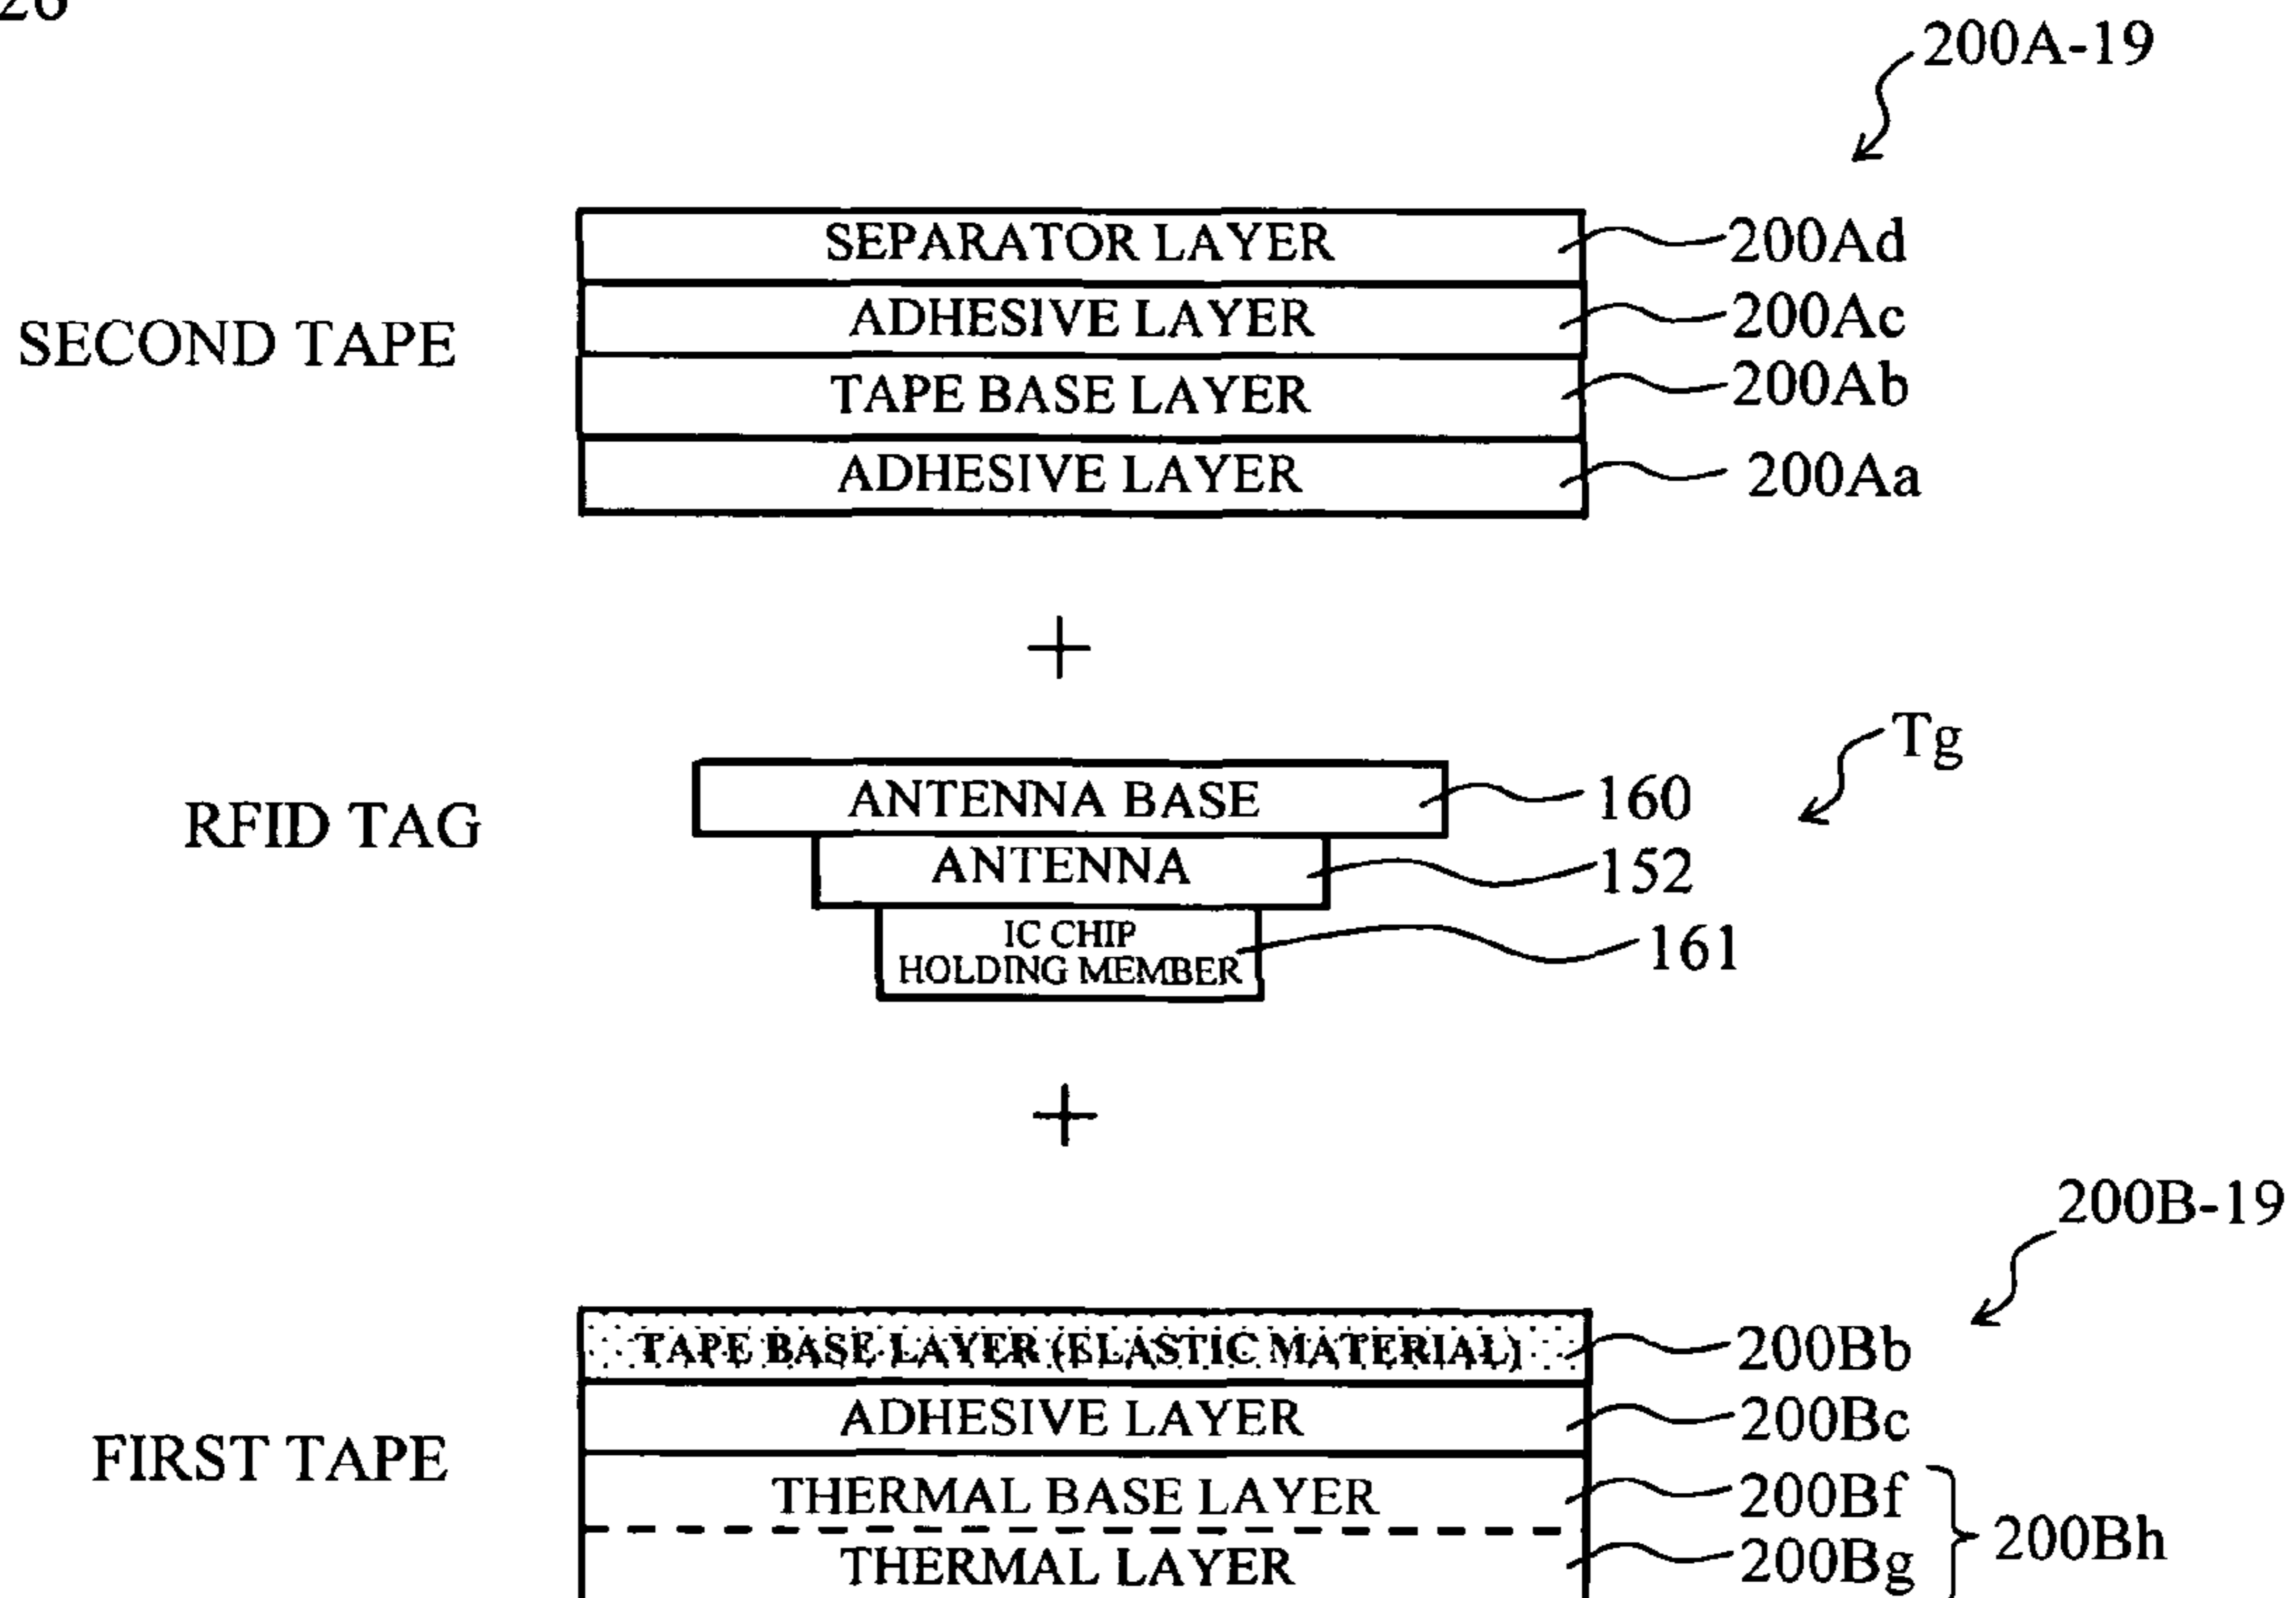 26
200A-19
SEPARATOR LAYER 200Ad
ADHESIVE LAYER 200Ac
SECOND TAPE
TAPE BASE LAYER 200Ab
ADHESIVE LAYER 200Aa
+
Tg
ANTENNA BASE 160
RFID TAG
ANTENNA 152
IC CHIP
HOLDING MEMBER 161
+
200B-19
TAPE BASE LAYER (ELASTIC MATERIAL) 200Bb
ADHESIVE LAYER 200Bc
FIRST TAPE
THERMAL BASE LAYER 200Bf
200Bh
THERMAL LAYER 200Bg